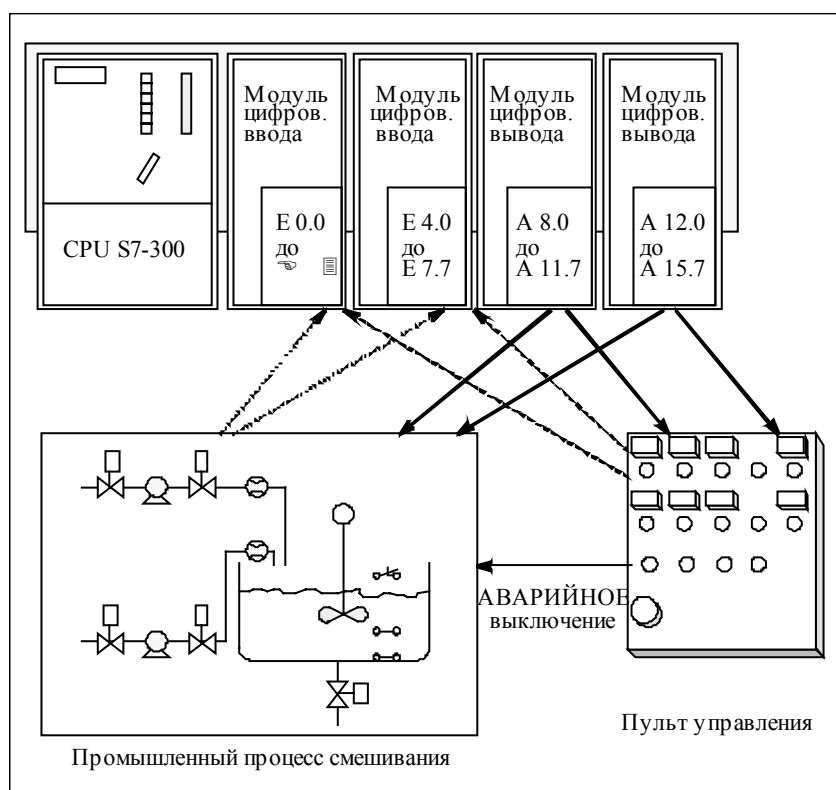 Модуль
цифров.
ввода
Модуль
цифров.
ввода
Модуль
цифров.
вывода
Модуль
цифров.
вывода
CPU S7-300
E 0.0
до
E 4.0
до
E 7.7
A 8.0
до
A 11.7
A 12.0
до
A 15.7
АВАРИЙНОЕ
выключение
Пульт управления
Промышленный процесс смешивания